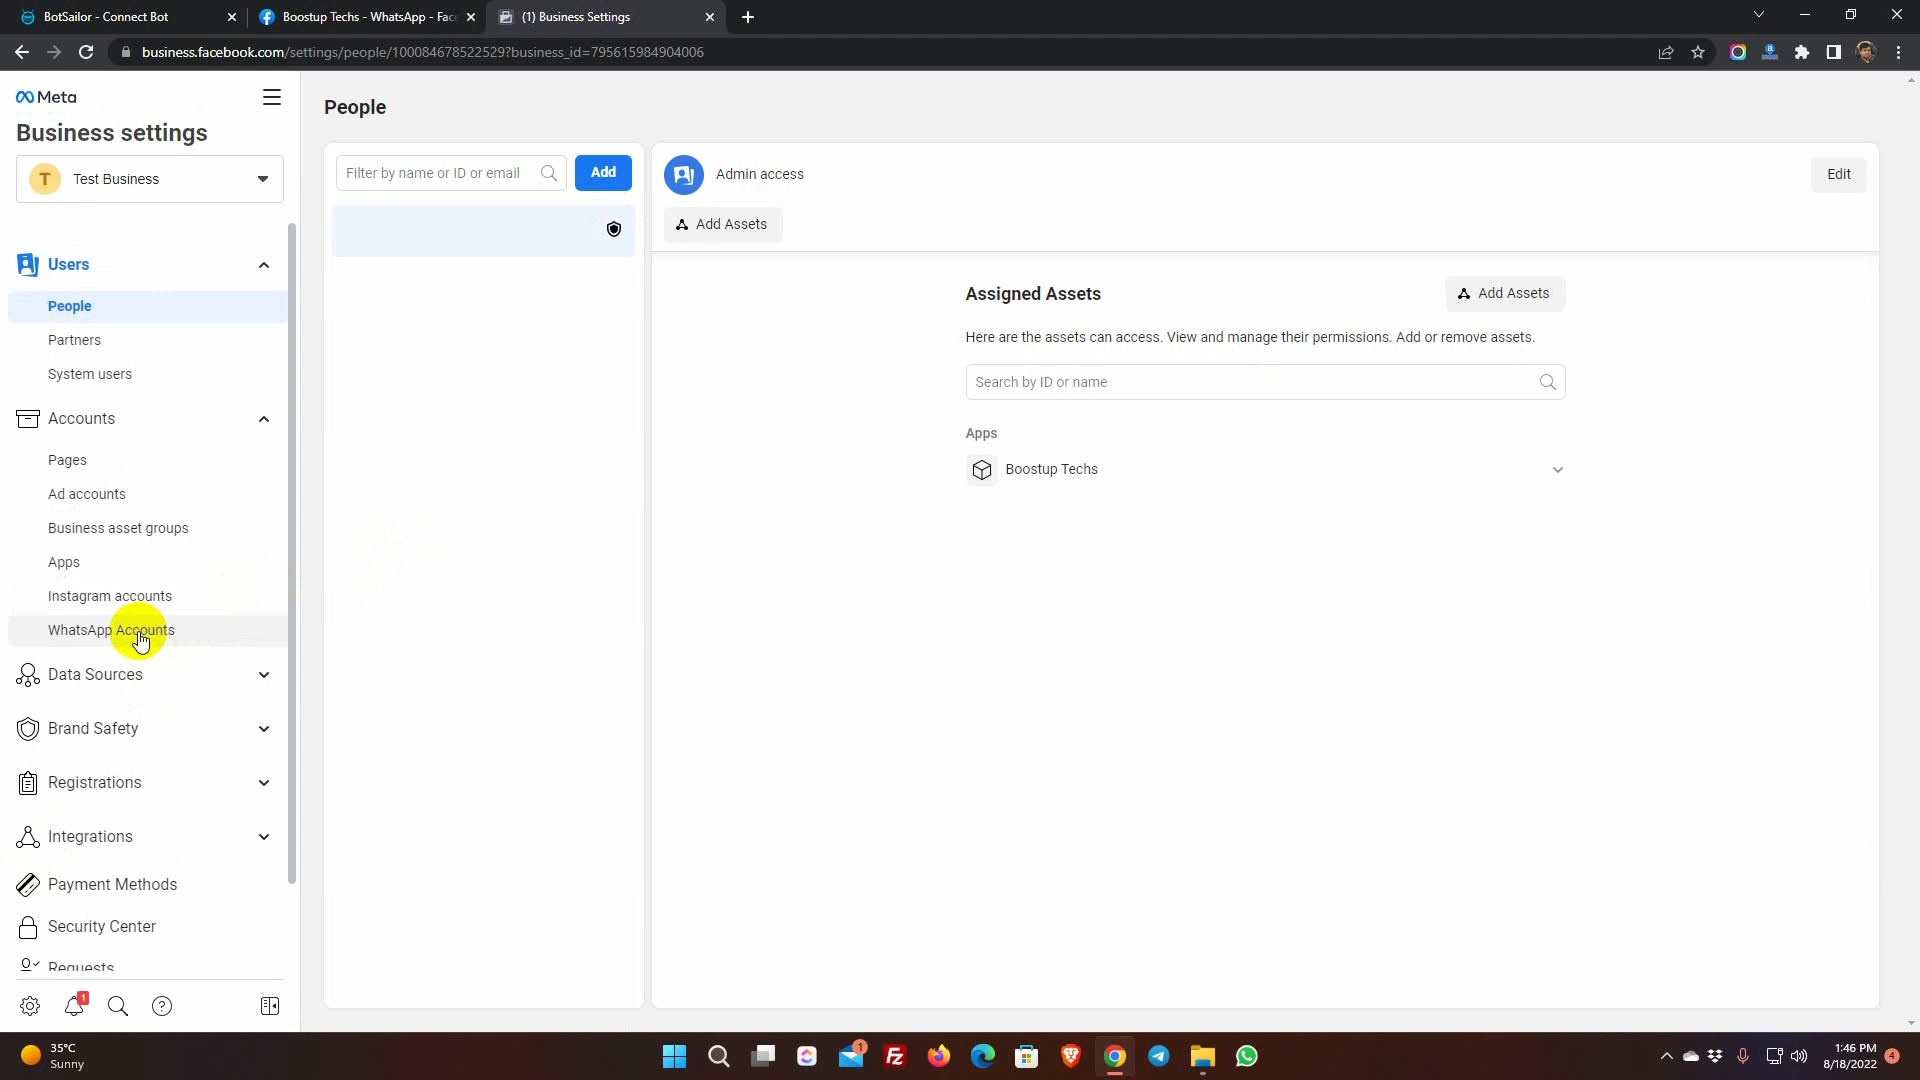 BotSailor - Connect Bot
Boostup Techs - WhatsApp - Fac
(1) Business Settings
business.facebook.com/settings/people/100084678522529?business_id=795615984904006
Meta
Business settings
T
Test Business
Users
People
Partners
System users
Accounts
Pages
Ad accounts
Business asset groups
Apps
Instagram accounts
WhatsApp Accounts
Data Sources
Brand Safety
Registrations
Integrations
Payment Methods
Security Center
Requests
1
People
Filter by name or ID or email
Add
Admin access
Edit
Add Assets
Assigned Assets
Add Assets
Here are the assets can access. View and manage their permissions. Add or remove assets.
Search by ID or name
Apps
Boostup Techs
35°C
Sunny
1
FZ
1:46 PM
8/18/2022
4